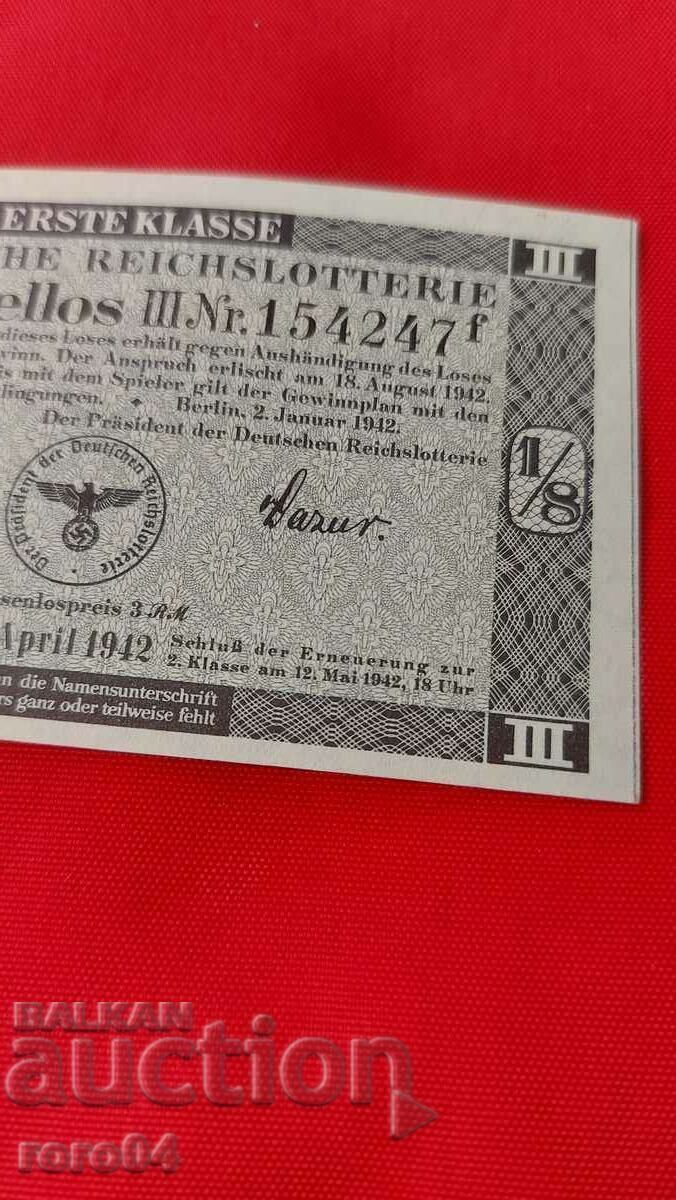 ERSTE KLASSE
III
HE REICHSLOTTERIE
ellos III Nr. 154247 f
dieses Loses erhält gegen Aushändigung des Loses
winn. Der Anspruch erlischt am 18. August 1942.
is mit dem Spieler gilt der Gewinnplan mit den
dingungen. Berlin, 2. Januar 1942.
Der Präsident der Deutschen Reichslotterie
1/8
Der Präsident der Deutschen Reichslotterie
Dazur.
senlospreis 3 RM
April 1942
Schluß der Erneuerung zur
2. Klasse am 12. Mai 1942, 18 Uhr
n die Namensunterschrift
rs ganz oder teilweise fehlt
III
BALKAN
auction
roro04